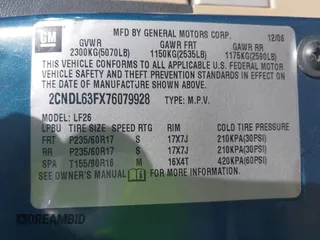 GM
MFD BY GENERAL MOTORS CORP. 12/06
GVWR GAWR FRT GAWR RR
2300KG(5070LB) 1150KG(2535LB) 1175KG(2590LB)
THIS VEHICLE CONFORMS TO ALL APPLICABLE U.S. FEDERAL MOTOR
VEHICLE SAFETY, BUMPER, AND THEFT PREVENTION STANDARDS
IN EFFECT ON THE DATE OF MANUFACTURE SHOWN ABOVE.
2CNDL63FX76079928 TYPE: M.P.V.
MODEL: LF26
LPBU TIRE SIZE SPEED RTG RIM COLD TIRE PRESSURE
FRT P235/60R17 S 17X7J 210KPA(30PSI)
RR P235/60R17 S 17X7J 210KPA(30PSI)
SPA T155/90R16 M 16X4T 420KPA(60PSI)
SEE OWNER'S MANUAL FOR MORE INFORMATION.
DREAMBID